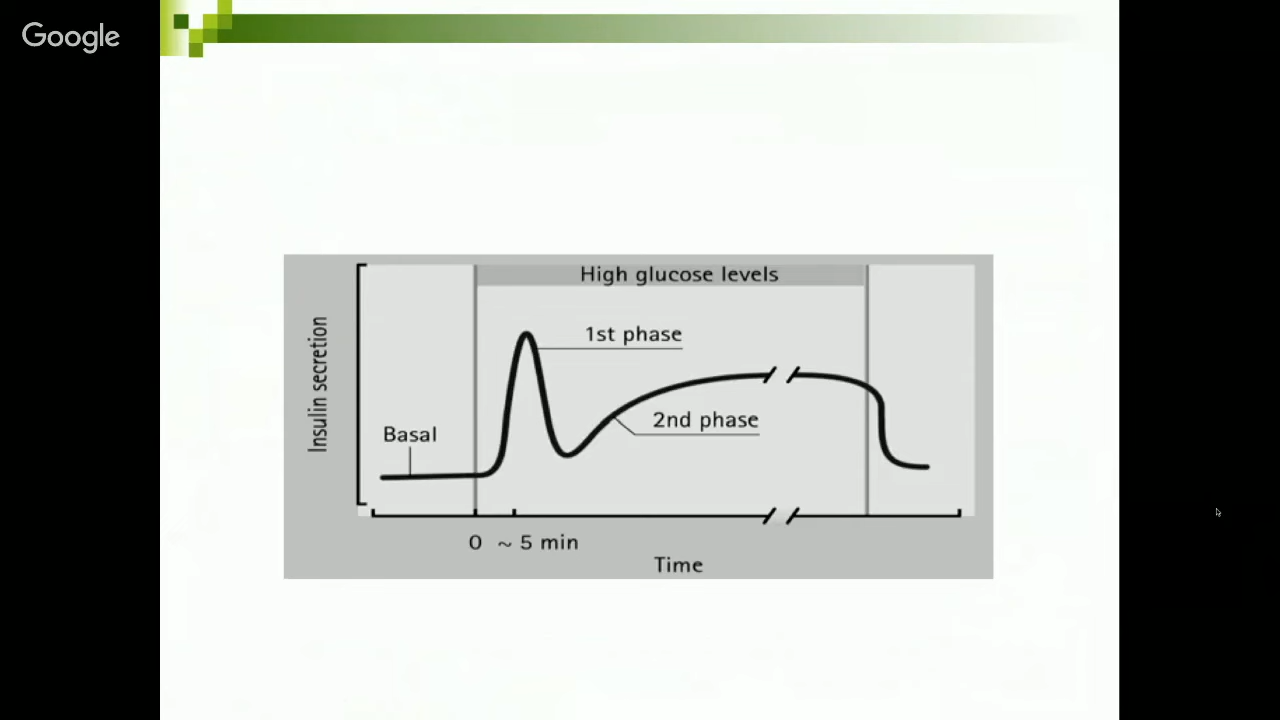 Google
High glucose levels
1st phase
2nd phase
Basal
Insulin secretion
0 ~ 5 min
Time